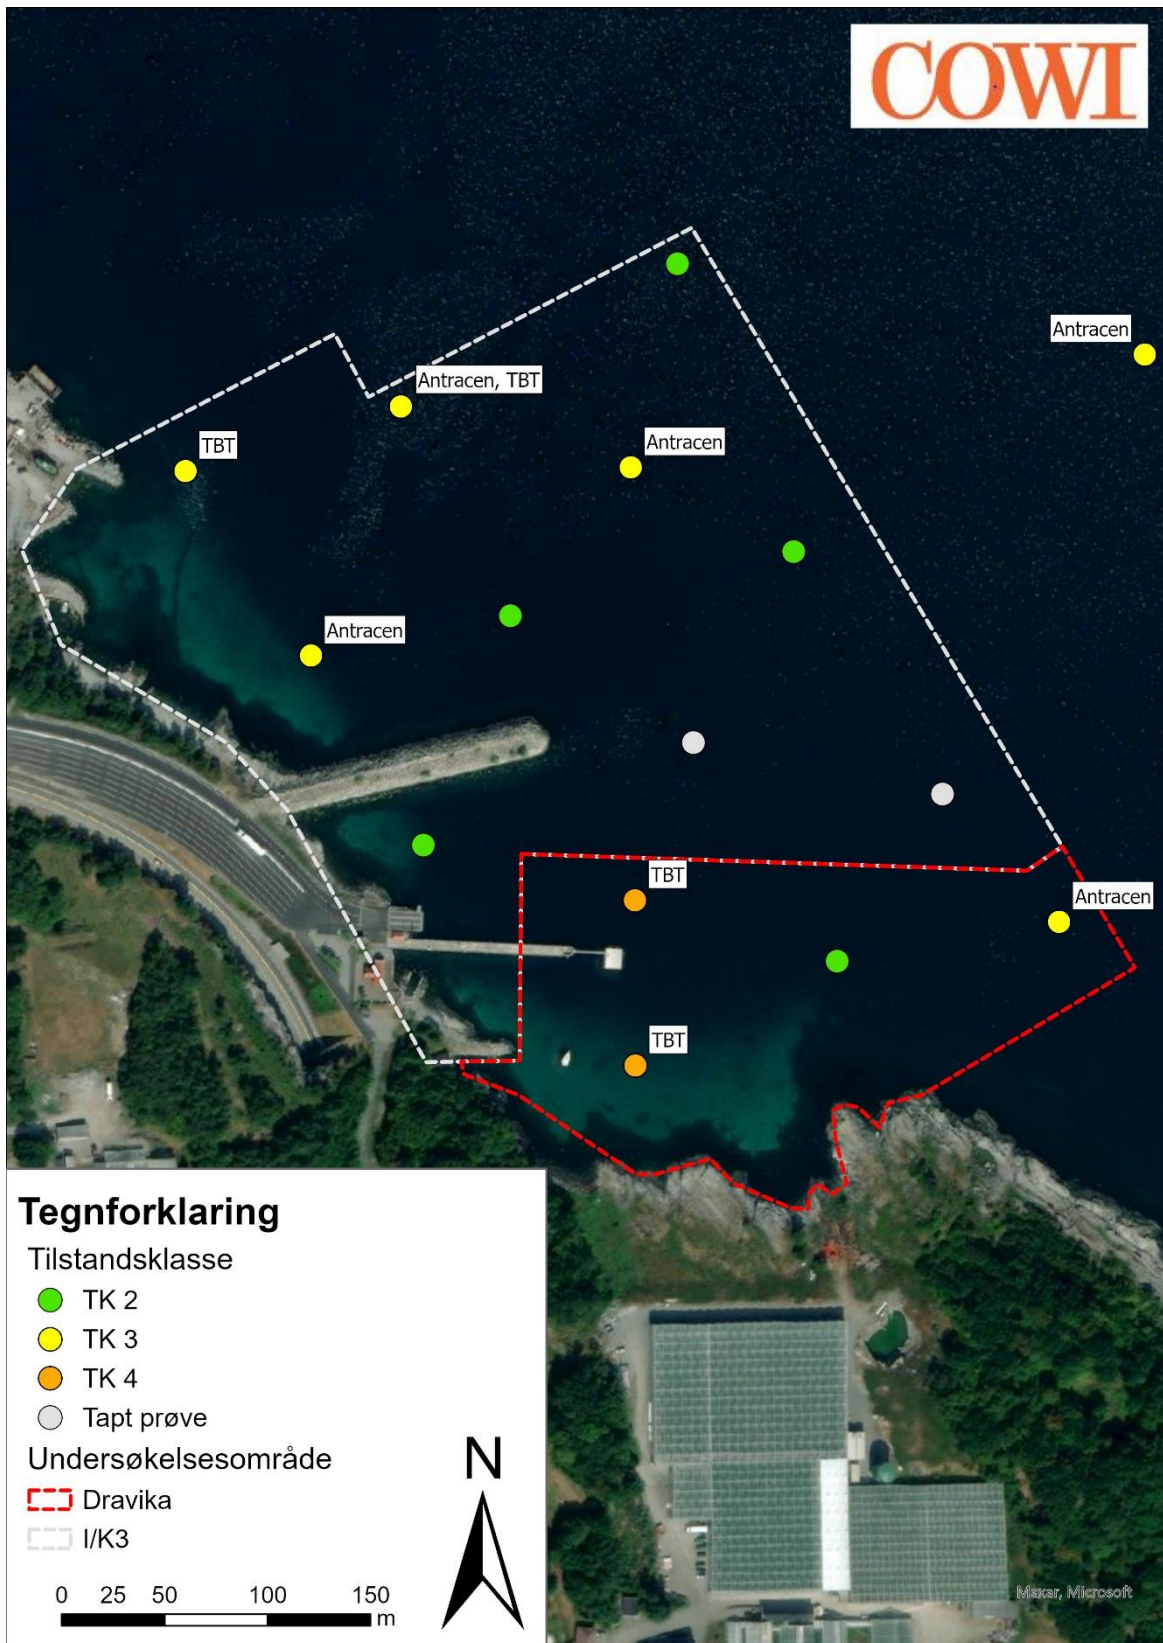 COWI
Antracen
Antracen, TBT
TBT
Antracen
Antracen
TBT
Antracen
TBT
Tegnforklaring
Tilstandsklasse
TK 2
TK 3
TK 4
Tapt prøve
Undersøkelsesområde
Dravika
I/K3
N
0 25 50 100 150
m
Maxar, Microsoft